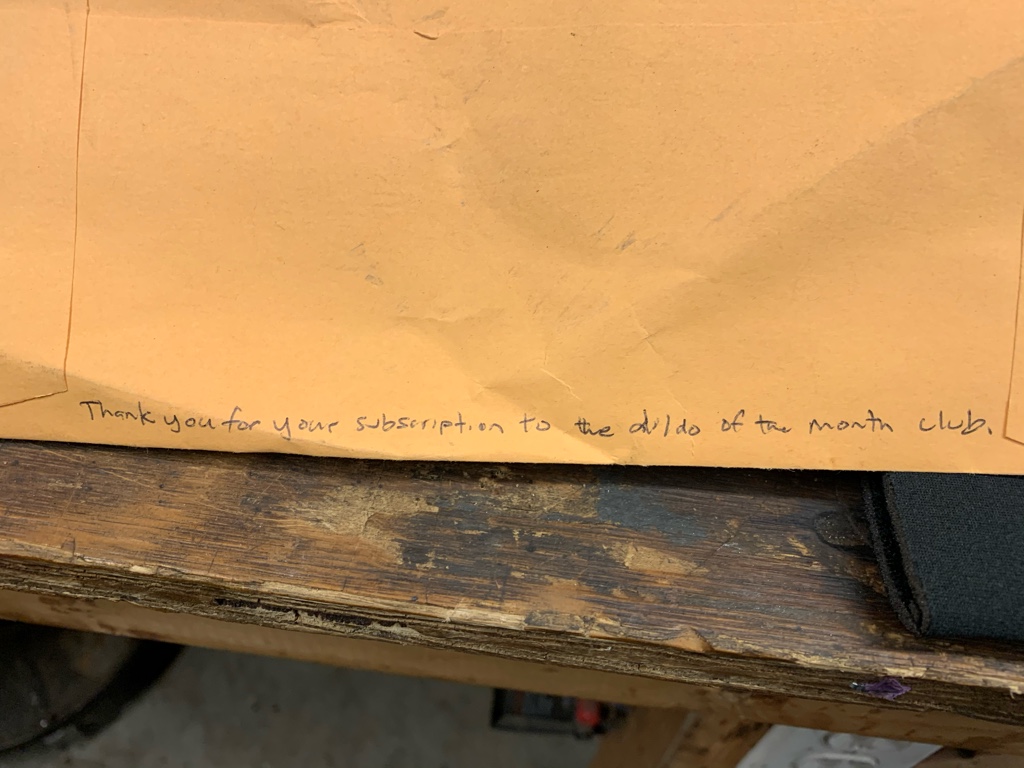 Thank you for your subscription to the dildo of the month club.